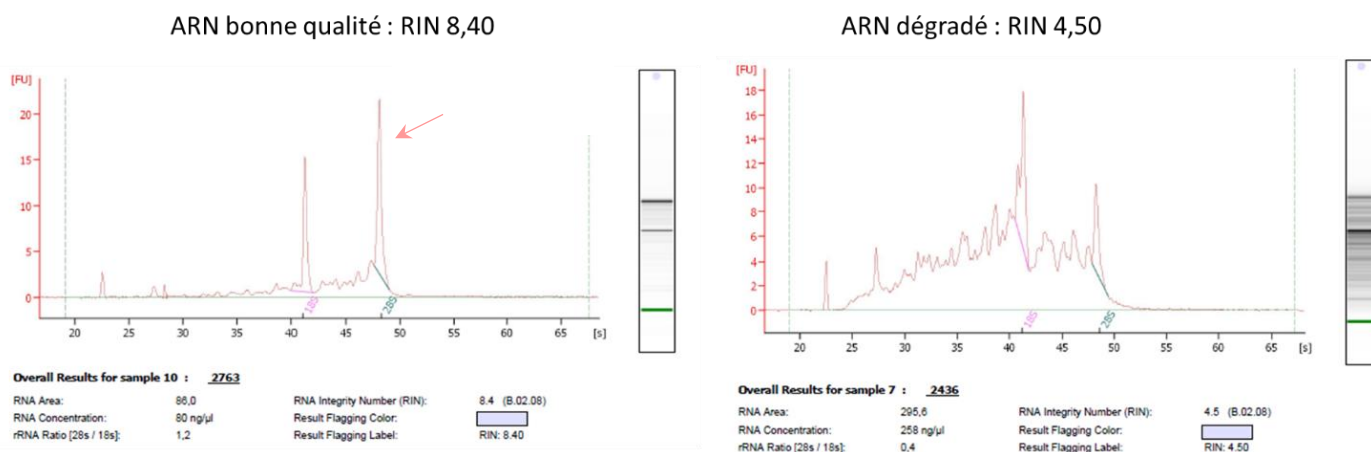 ARN bonne qualité : RIN 8,40
[FU]
20
15
10
5
0
18S
28S
20 25 30 35 40 45 50 55 60 65 [s]
Overall Results for sample 10 : 2763
RNA Area: 86,0 RNA Integrity Number (RIN): 8.4 (B.02.08)
RNA Concentration: 80 ng/µl Result Flagging Color:
rRNA Ratio [28s / 18s]: 1,2 Result Flagging Label: RIN: 8.40
ARN dégradé : RIN 4,50
[FU]
18
16
14
12
10
8
6
4
2
0
18S
28S
20 25 30 35 40 45 50 55 60 65 [s]
Overall Results for sample 7 : 2436
RNA Area: 295,6 RNA Integrity Number (RIN): 4.5 (B.02.08)
RNA Concentration: 258 ng/µl Result Flagging Color:
rRNA Ratio [28s / 18s]: 0,4 Result Flagging Label: RIN: 4.50